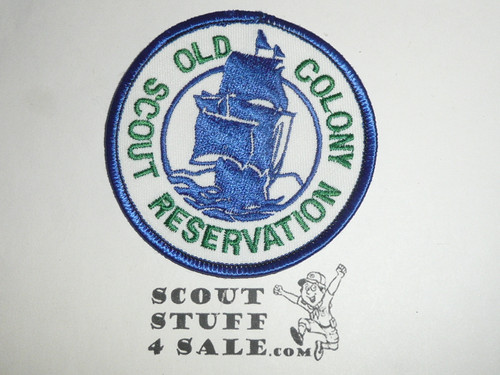 OLD COLONY
SCOUT RESERVATION
SCOUT
STUFF
4 SALE.COM